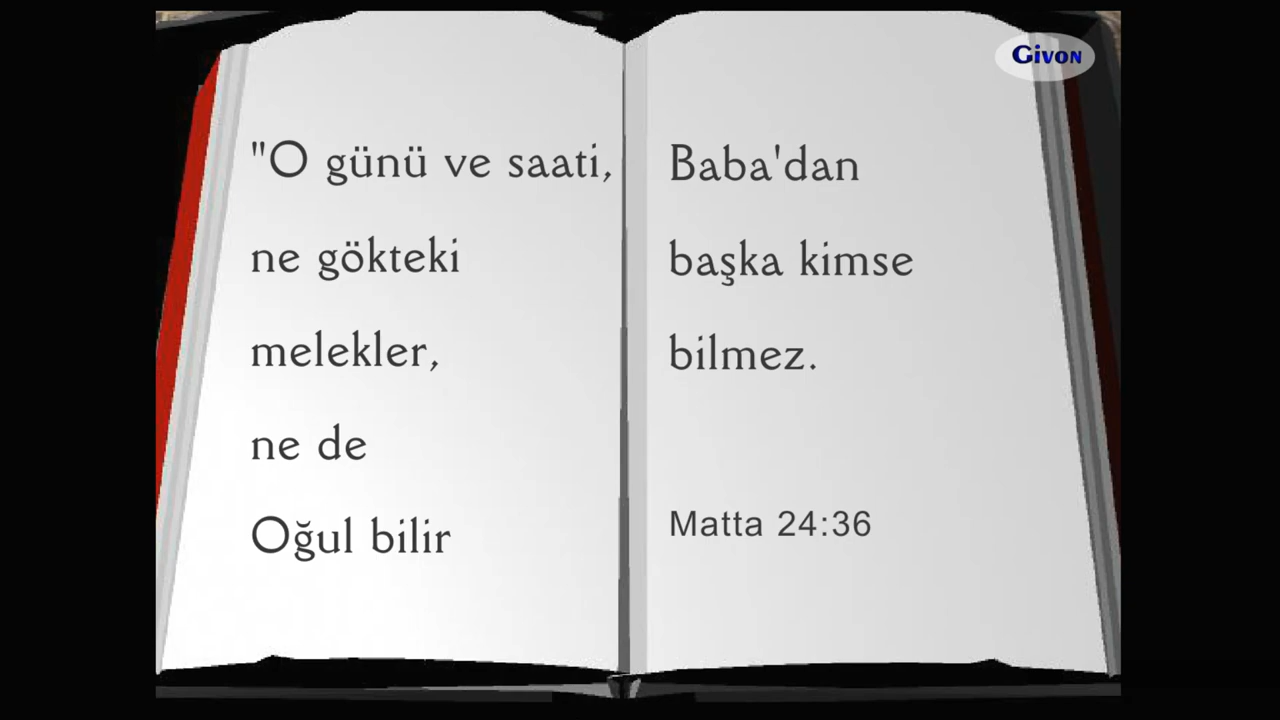 Givon
"O günü ve saati,
ne gökteki
melekler,
ne de
Oğul bilir
Baba'dan
başka kimse
bilmez.
Matta 24:36